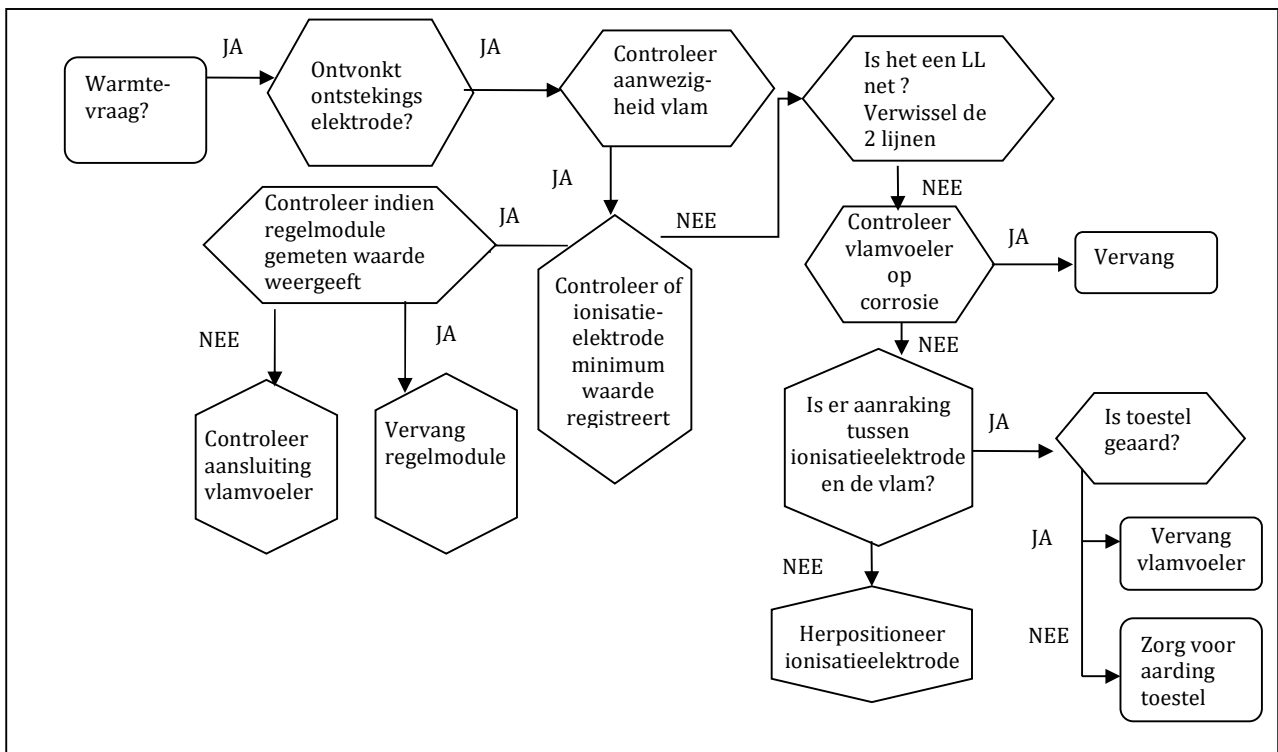 JA
Warmte-
vraag?
Ontvonkt
ontstekings
elektrode?
JA
Controleer
aanwezig-
heid vlam
Is het een LL
net ?
Verwissel de
2 lijnen
JA
NEE
NEE
JA
Controleer indien
regelmodule
gemeten waarde
weergeeft
Controleer of
ionisatie-
elektrode
minimum
waarde
registreert
Controleer
vlamvoeler
op
corrosie
JA
Vervang
NEE
JA
NEE
Controleer
aansluiting
vlamvoeler
Vervang
regelmodule
Is er aanraking
tussen
ionisatieelektrode
en de vlam?
JA
Is toestel
geaard?
JA
Vervang
vlamvoeler
NEE
Herpositioneer
ionisatieelektrode
NEE
Zorg voor
aarding
toestel